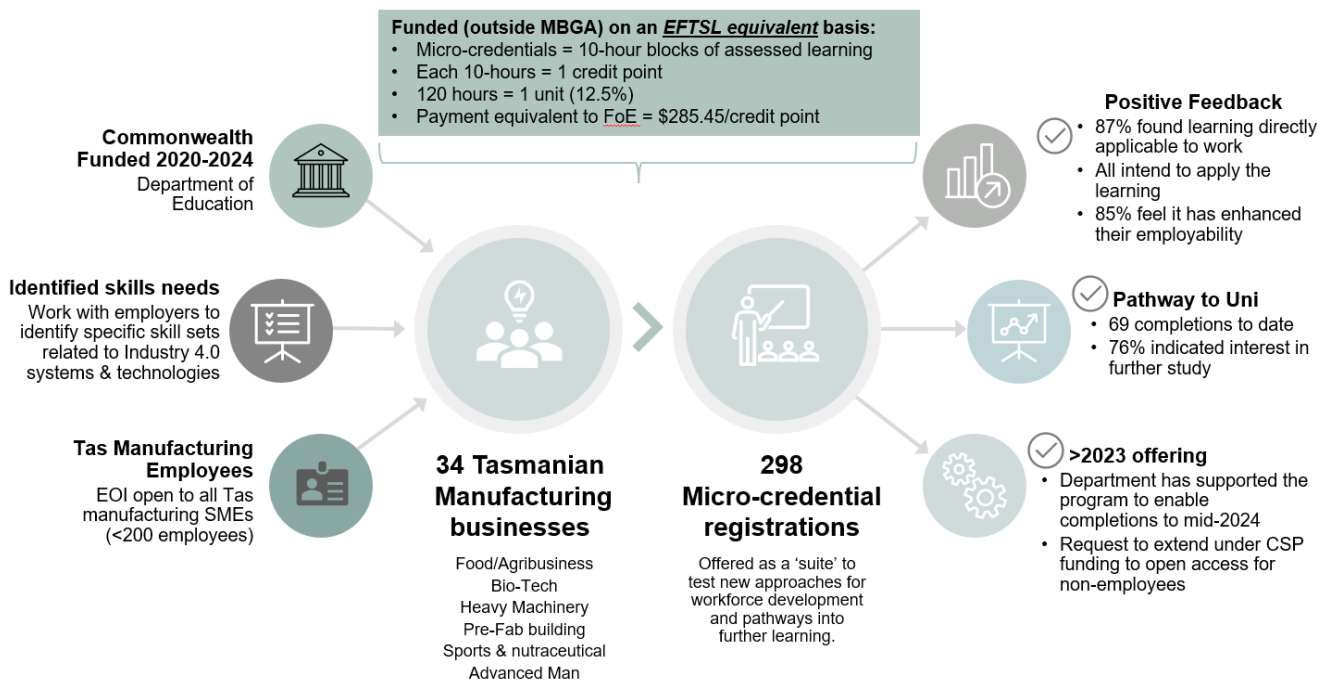 Funded (outside MBGA) on an EFTSL equivalent basis:
• Micro-credentials = 10-hour blocks of assessed learning
• Each 10-hours = 1 credit point
• 120 hours = 1 unit (12.5%)
• Payment equivalent to FoE = $285.45/credit point
Commonwealth
Funded 2020-2024
Department of
Education
Identified skills needs
Work with employers to
identify specific skill sets
related to Industry 4.0
systems & technologies
Tas Manufacturing
Employees
EOI open to all Tas
manufacturing SMEs
(<200 employees)
34 Tasmanian
Manufacturing
businesses
Food/Agribusiness
Bio-Tech
Heavy Machinery
Pre-Fab building
Sports & nutraceutical
Advanced Man
298
Micro-credential
registrations
Offered as a ‘suite’ to
test new approaches for
workforce development
and pathways into
further learning.
Positive Feedback
• 87% found learning directly
applicable to work
• All intend to apply the
learning
• 85% feel it has enhanced
their employability
Pathway to Uni
• 69 completions to date
• 76% indicated interest in
further study
>2023 offering
• Department has supported the
program to enable
completions to mid-2024
• Request to extend under CSP
funding to open access for
non-employees